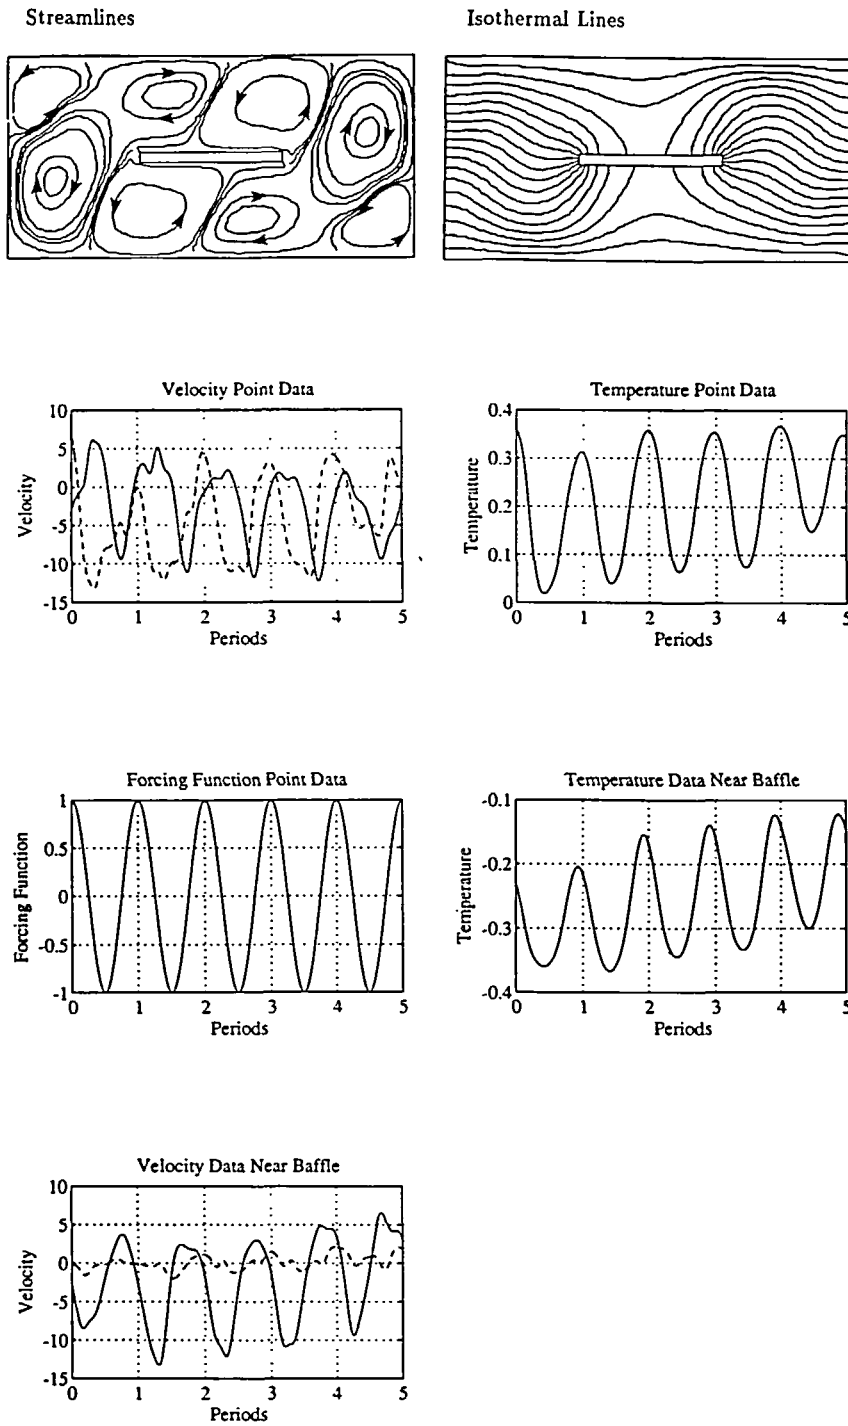 Streamlines
Isothermal Lines
Velocity Point Data
10
5
0
-5
-10
-15
Velocity
0 1 2 3 4 5
Periods
Temperature Point Data
0.4
0.3
0.2
0.1
0
Temperature
0 1 2 3 4 5
Periods
Forcing Function Point Data
1
0.5
0
-0.5
-1
Forcing Function
0 1 2 3 4 5
Periods
Temperature Data Near Baffle
-0.1
-0.2
-0.3
-0.4
Temperature
0 1 2 3 4 5
Periods
Velocity Data Near Baffle
10
5
0
-5
-10
-15
Velocity
0 1 2 3 4 5
Periods